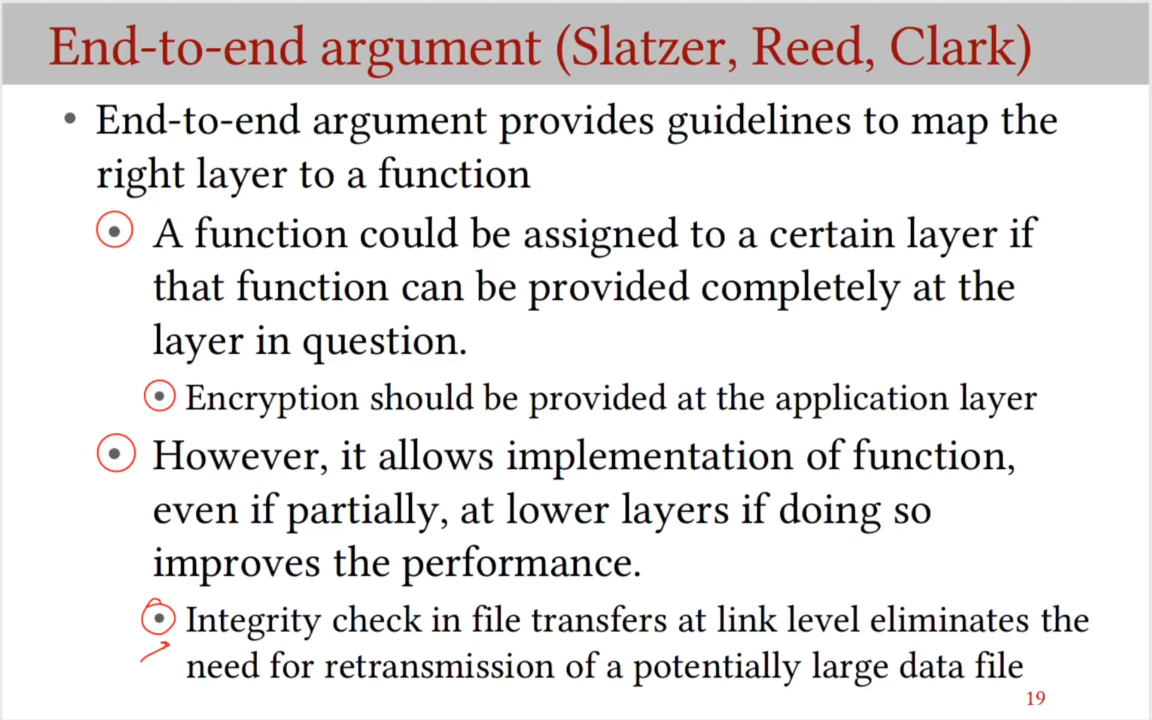 End-to-end argument (Slatzer, Reed, Clark)
• End-to-end argument provides guidelines to map the
right layer to a function
• A function could be assigned to a certain layer if
that function can be provided completely at the
layer in question.
• Encryption should be provided at the application layer
• However, it allows implementation of function,
even if partially, at lower layers if doing so
improves the performance.
• Integrity check in file transfers at link level eliminates the
need for retransmission of a potentially large data file
19